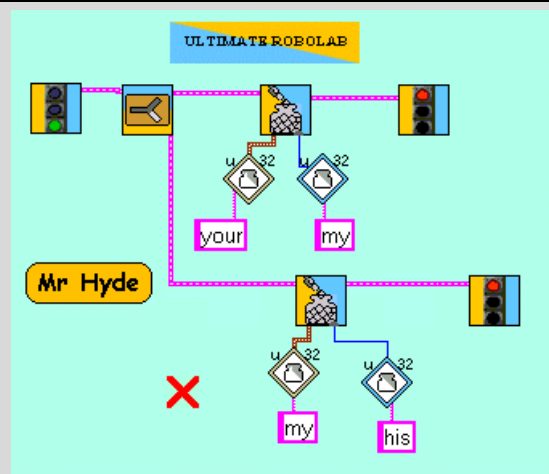 ULTIMATE ROBOLAB
u 32 u 32
your my
Mr Hyde
u 32 u 32
my his